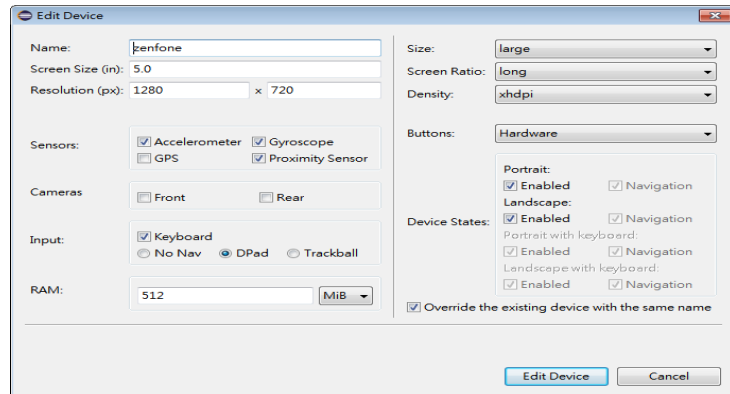 Edit Device
Name: zenfone
Screen Size (in): 5.0
Resolution (px): 1280 x 720
Sensors: Accelerometer Gyroscope
GPS Proximity Sensor
Cameras Front Rear
Input: Keyboard
No Nav DPad Trackball
RAM: 512 MiB
Size: large
Screen Ratio: long
Density: xhdpi
Buttons: Hardware
Device States:
Portrait:
Enabled Navigation
Landscape:
Enabled Navigation
Portrait with keyboard:
Enabled Navigation
Landscape with keyboard:
Enabled Navigation
Override the existing device with the same name
Edit Device Cancel